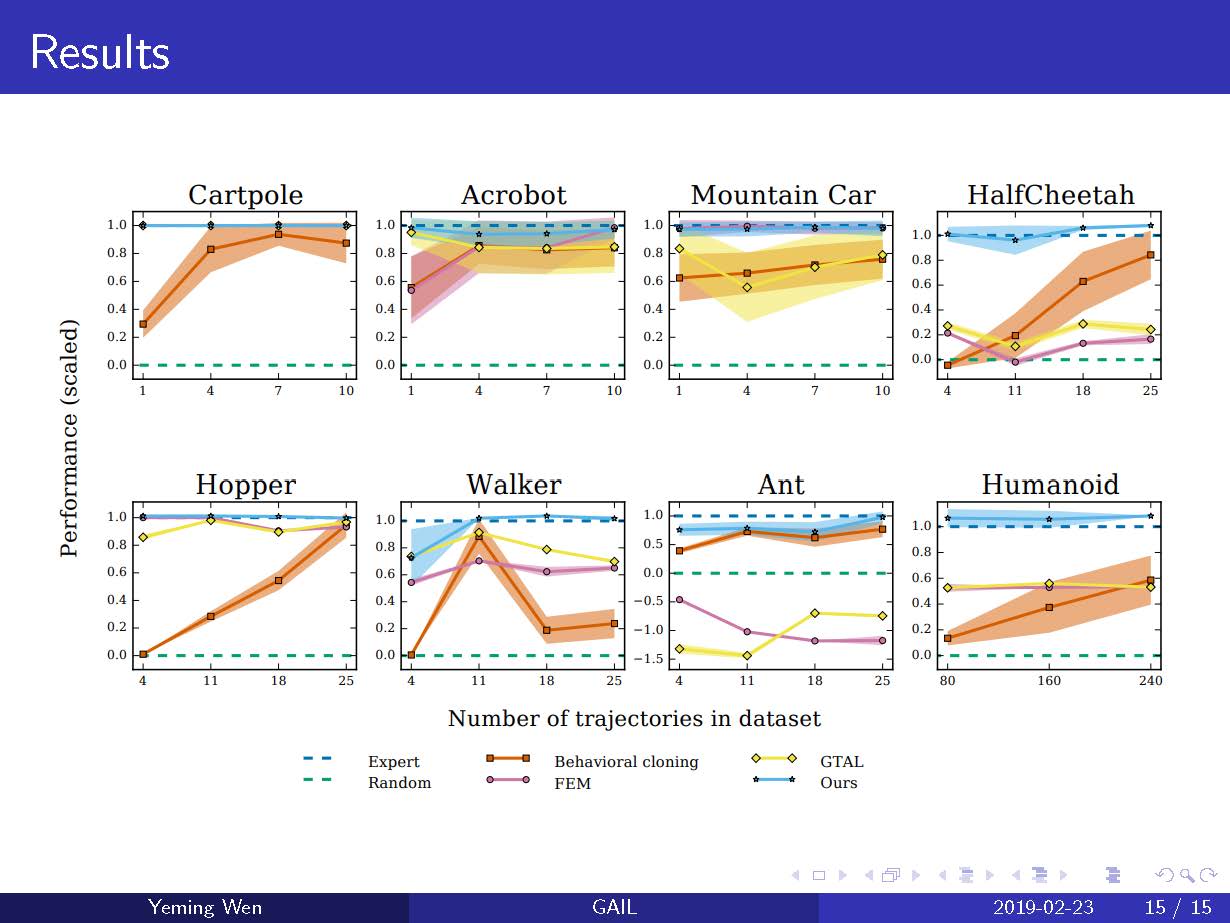 Results
Performance (scaled)
Cartpole
1.0
0.8
0.6
0.4
0.2
0.0
1 4 7 10
Acrobot
1.0
0.8
0.6
0.4
0.2
0.0
1 4 7 10
Mountain Car
1.0
0.8
0.6
0.4
0.2
0.0
1 4 7 10
HalfCheetah
1.0
0.8
0.6
0.4
0.2
0.0
4 11 18 25
Hopper
1.0
0.8
0.6
0.4
0.2
0.0
4 11 18 25
Walker
1.0
0.8
0.6
0.4
0.2
0.0
4 11 18 25
Ant
1.0
0.5
0.0
−0.5
−1.0
−1.5
4 11 18 25
Humanoid
1.0
0.6
0.4
0.2
0.0
80 160 240
Number of trajectories in dataset
Expert Behavioral cloning GTAL
Random FEM Ours
Yeming Wen GAIL 2019-02-23 15 / 15